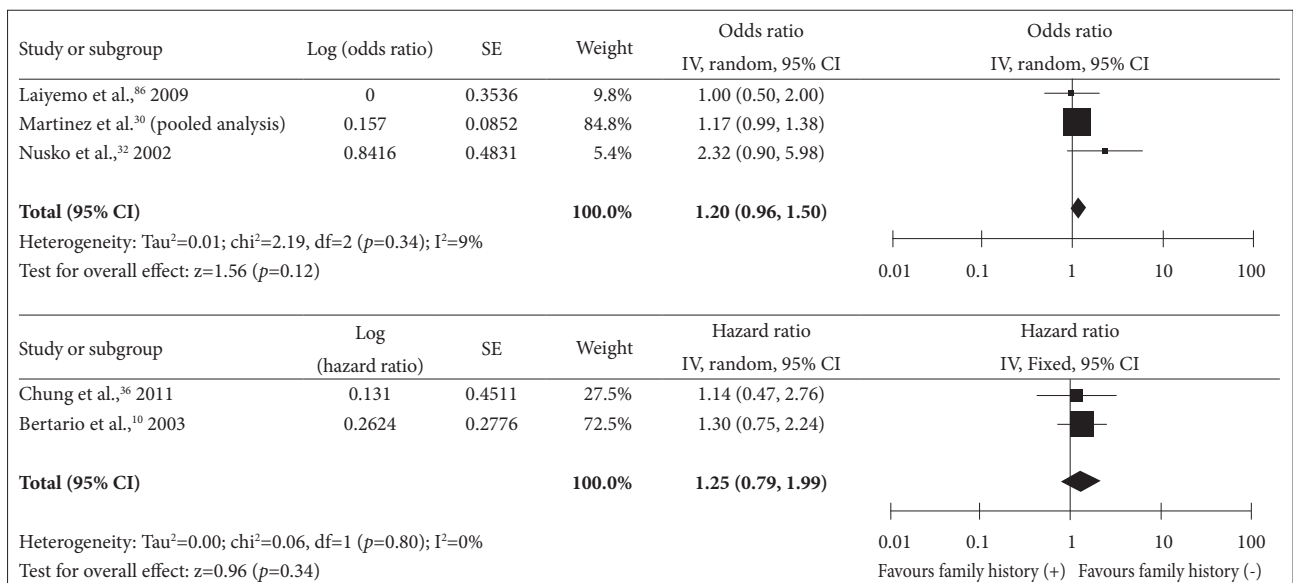 Study or subgroup Log (odds ratio) SE Weight Odds ratio IV, random, 95% CI Odds ratio IV, random, 95% CI
Laiyemo et al.,⁸⁶ 2009 0 0.3536 9.8% 1.00 (0.50, 2.00)
Martinez et al.³⁰ (pooled analysis) 0.157 0.0852 84.8% 1.17 (0.99, 1.38)
Nusko et al.,³² 2002 0.8416 0.4831 5.4% 2.32 (0.90, 5.98)
Total (95% CI) 100.0% 1.20 (0.96, 1.50)
Heterogeneity: Tau²=0.01; chi²=2.19, df=2 (p=0.34); I²=9%
Test for overall effect: z=1.56 (p=0.12)
0.01 0.1 1 10 100
Study or subgroup Log (hazard ratio) SE Weight Hazard ratio IV, random, 95% CI Hazard ratio IV, Fixed, 95% CI
Chung et al.,³⁶ 2011 0.131 0.4511 27.5% 1.14 (0.47, 2.76)
Bertario et al.,¹⁰ 2003 0.2624 0.2776 72.5% 1.30 (0.75, 2.24)
Total (95% CI) 100.0% 1.25 (0.79, 1.99)
Heterogeneity: Tau²=0.00; chi²=0.06, df=1 (p=0.80); I²=0%
Test for overall effect: z=0.96 (p=0.34)
0.01 0.1 1 10 100
Favours family history (+) Favours family history (-)